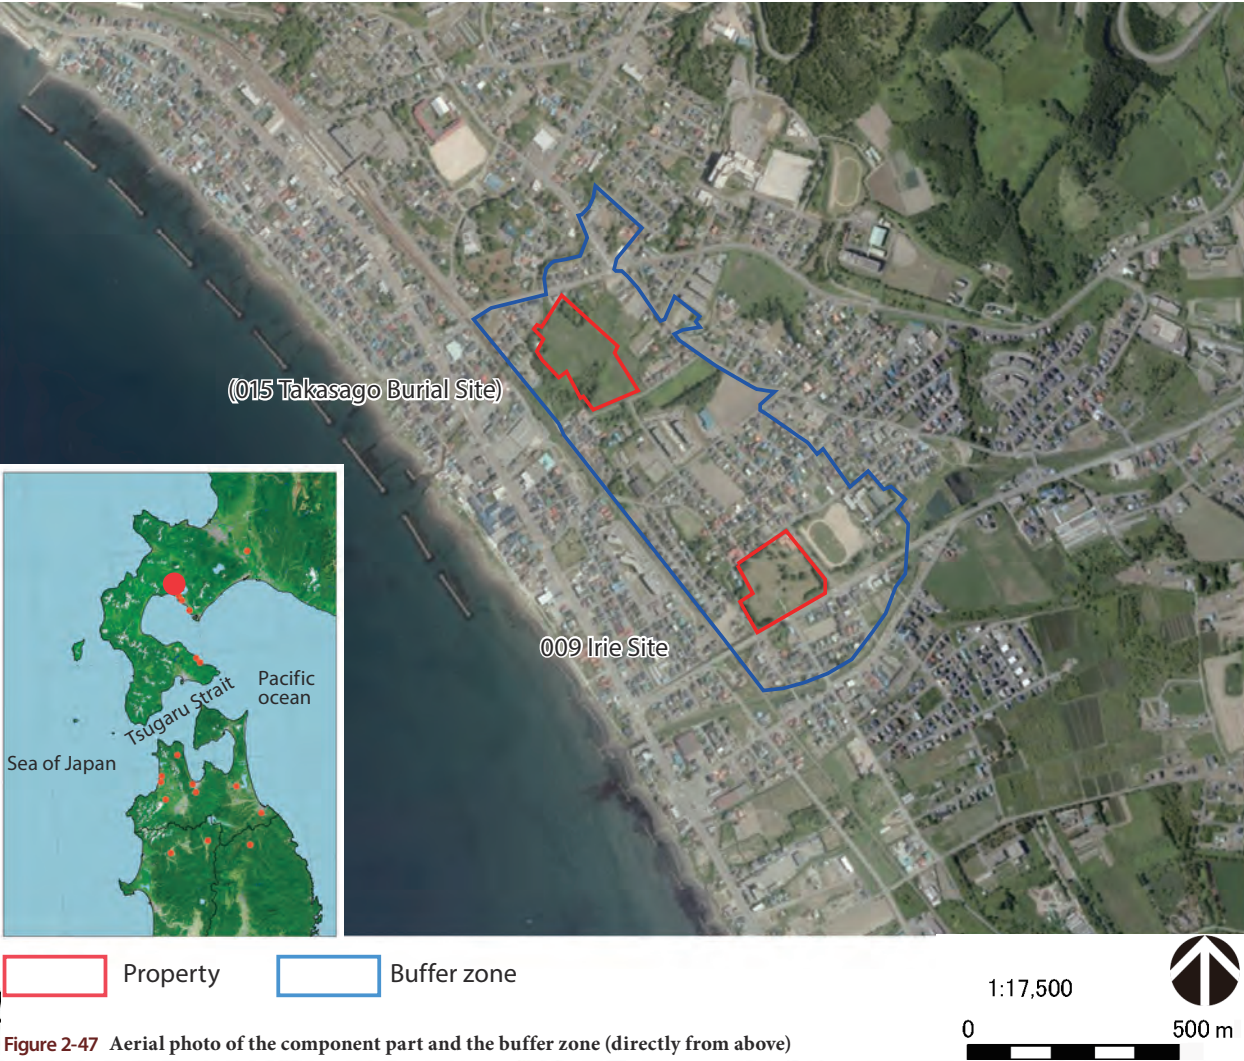 (015 Takasago Burial Site)
009 Irie Site
Pacific
ocean
Tsugaru Strait
Sea of Japan
Property
Buffer zone
1:17,500
0
500 m
Figure 2-47 Aerial photo of the component part and the buffer zone (directly from above)